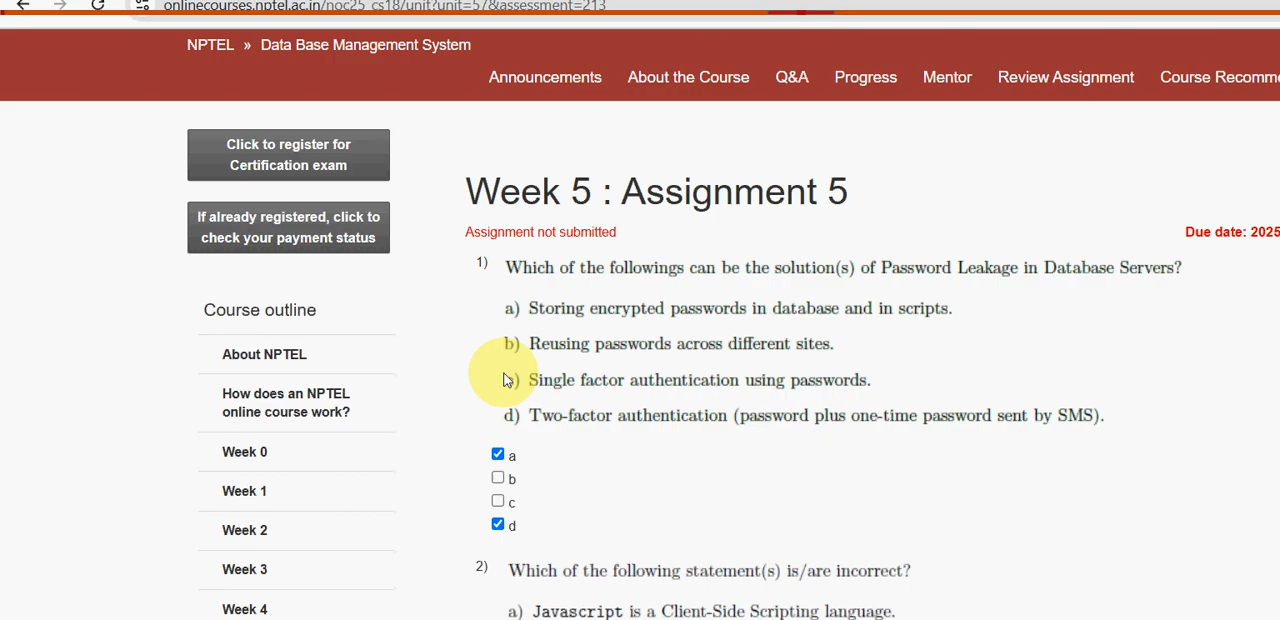 onlinecourses.nptel.ac.in/noc25_cs18/unit?unit=57&assessment=213
NPTEL » Data Base Management System
Announcements About the Course Q&A Progress Mentor Review Assignment Course Recomme
Click to register for
Certification exam
If already registered, click to
check your payment status
Course outline
About NPTEL
How does an NPTEL
online course work?
Week 0
Week 1
Week 2
Week 3
Week 4
Week 5 : Assignment 5
Assignment not submitted
Due date: 2025
1) Which of the followings can be the solution(s) of Password Leakage in Database Servers?
a) Storing encrypted passwords in database and in scripts.
b) Reusing passwords across different sites.
c) Single factor authentication using passwords.
d) Two-factor authentication (password plus one-time password sent by SMS).
a
b
c
d
2) Which of the following statement(s) is/are incorrect?
a) Javascript is a Client-Side Scripting language.